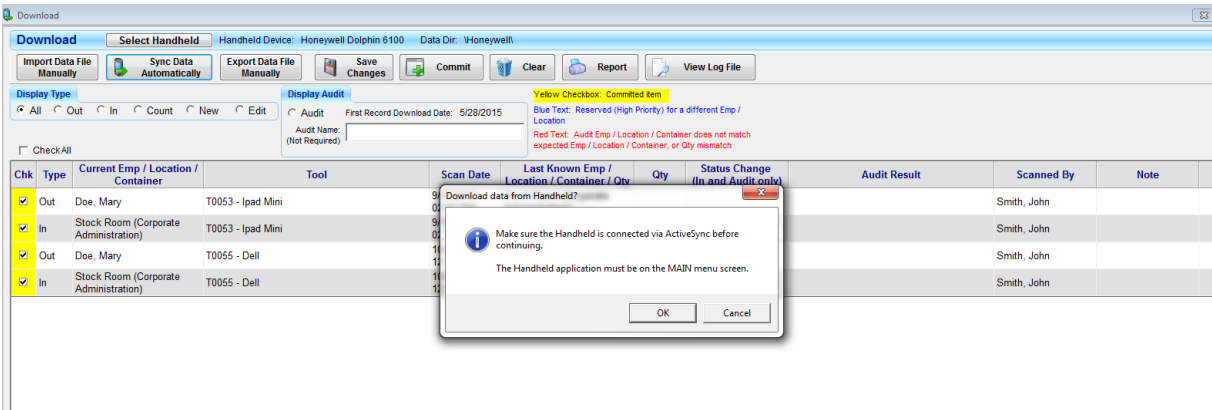 Download
Download Select Handheld Handheld Device: Honeywell Dolphin 6100 Data Dir: \Honeywell\
Import Data File Manually
Sync Data Automatically
Export Data File Manually
Save Changes
Commit
Clear
Report
View Log File
Display Type
All Out In Count New Edit
Check All
Display Audit
Audit First Record Download Date: 5/28/2015
Audit Name:
(Not Required)
Yellow Checkbox: Committed item
Blue Text: Reserved (High Priority) for a different Emp /
Location
Red Text: Audit Emp / Location / Container does not match
expected Emp / Location / Container, or Qty mismatch
Chk Type Current Emp / Location / Container Tool Scan Date Last Known Emp / Location / Container / Qty Qty Status Change (In and Audit only) Audit Result Scanned By Note
Out Doe, Mary T0053 - Ipad Mini Smith, John
In Stock Room (Corporate Administration) T0053 - Ipad Mini Smith, John
Out Doe, Mary T0055 - Dell Smith, John
In Stock Room (Corporate Administration) T0055 - Dell Smith, John
Download data from Handheld?
Make sure the Handheld is connected via ActiveSync before
continuing.
The Handheld application must be on the MAIN menu screen.
OK Cancel